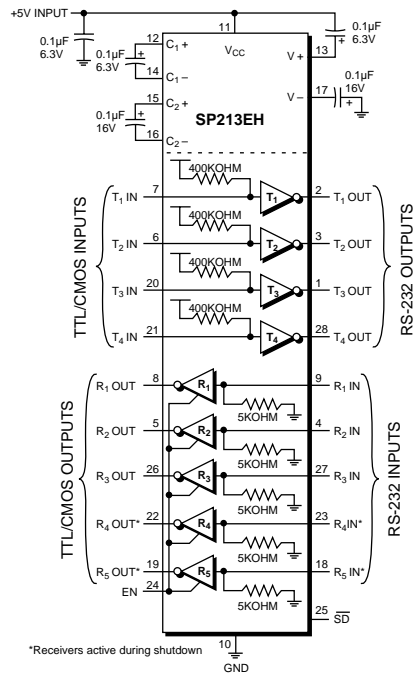 +5V INPUT
0.1µF
6.3V
0.1µF
6.3V
12
C1+
14
C1−
0.1µF
16V
15
C2+
16
C2−
11
VCC
V+
13
0.1µF
6.3V
V−
17
0.1µF
16V
SP213EH
TTL/CMOS INPUTS
T1 IN
7
400KOHM
T1
2
T1 OUT
T2 IN
6
400KOHM
T2
3
T2 OUT
T3 IN
20
400KOHM
T3
1
T3 OUT
T4 IN
21
400KOHM
T4
28
T4 OUT
RS-232 OUTPUTS
TTL/CMOS OUTPUTS
R1 OUT
8
R1
9
R1 IN
5KOHM
R2 OUT
5
R2
4
R2 IN
5KOHM
R3 OUT
26
R3
27
R3 IN
5KOHM
R4 OUT*
22
R4
23
R4IN*
5KOHM
R5 OUT*
19
R5
18
R5 IN*
5KOHM
RS-232 INPUTS
EN
24
25
SD
*Receivers active during shutdown
10
GND